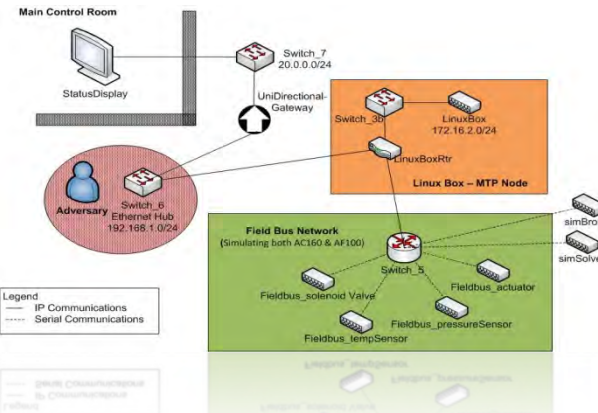 Main Control Room
StatusDisplay
Switch_7
20.0.0.0/24
UniDirectional-
Gateway
Switch_3b
LinuxBox
172.16.2.0/24
LinuxBoxRtr
Linux Box – MTP Node
Adversary
Switch_6
Ethernet Hub
192.168.1.0/24
Field Bus Network
(Simulating both AC160 & AF100)
Switch_5
simBro
simSolve
Fieldbus_solenoid Valve
Fieldbus_actuator
Fieldbus_tempSensor
Fieldbus_pressureSensor
Legend
IP Communications
Serial Communications